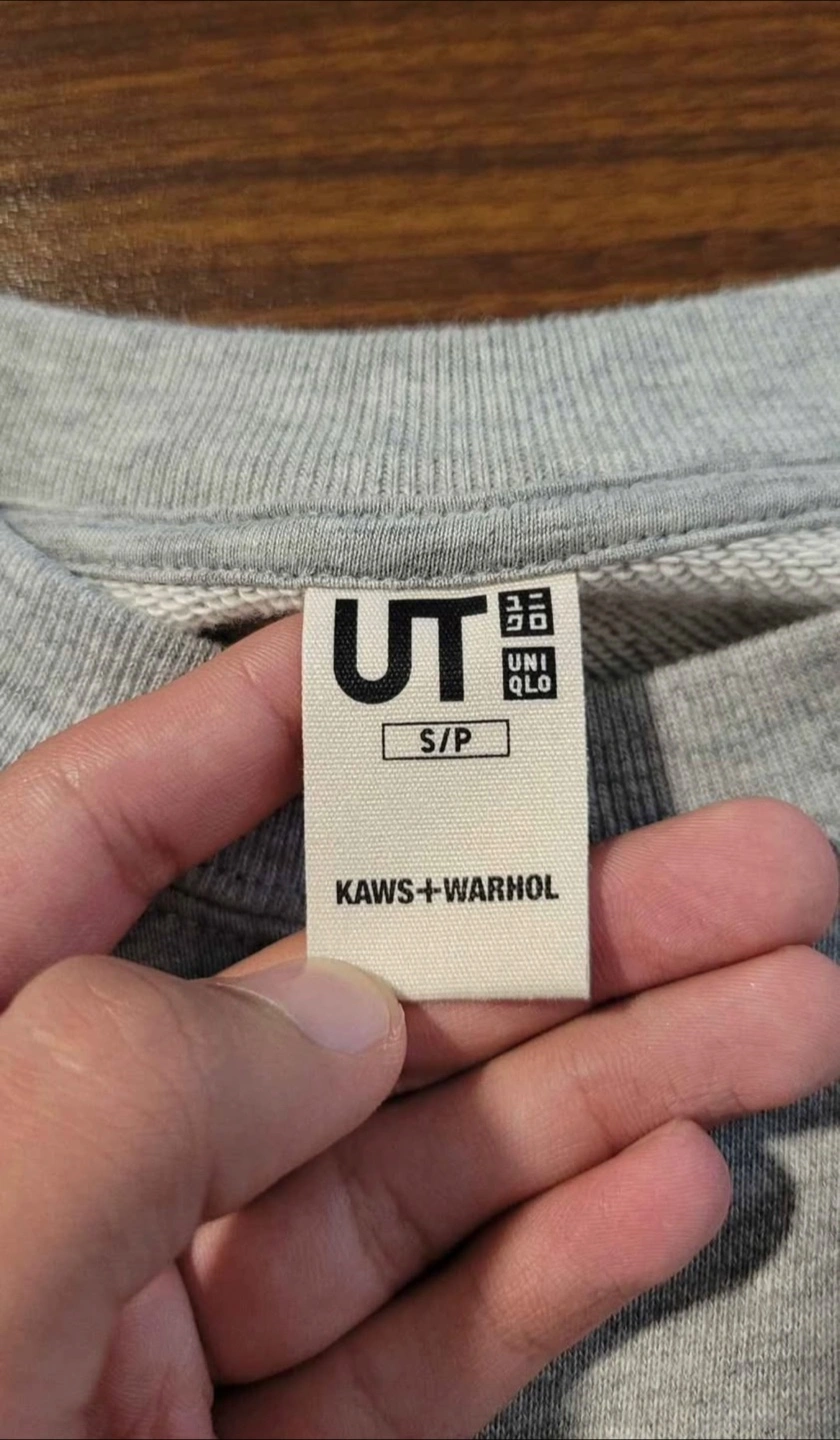 UT
ユニ
クロ
UNI
QLO
S/P
KAWS+WARHOL